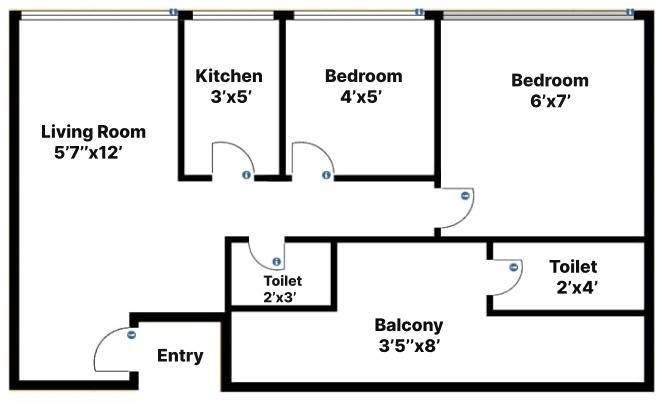 Kitchen
3’x5’
Bedroom
4’x5’
Bedroom
6’x7’
Living Room
5’7’’x12’
Toilet
2’x3’
Toilet
2’x4’
Balcony
3’5’’x8’
Entry